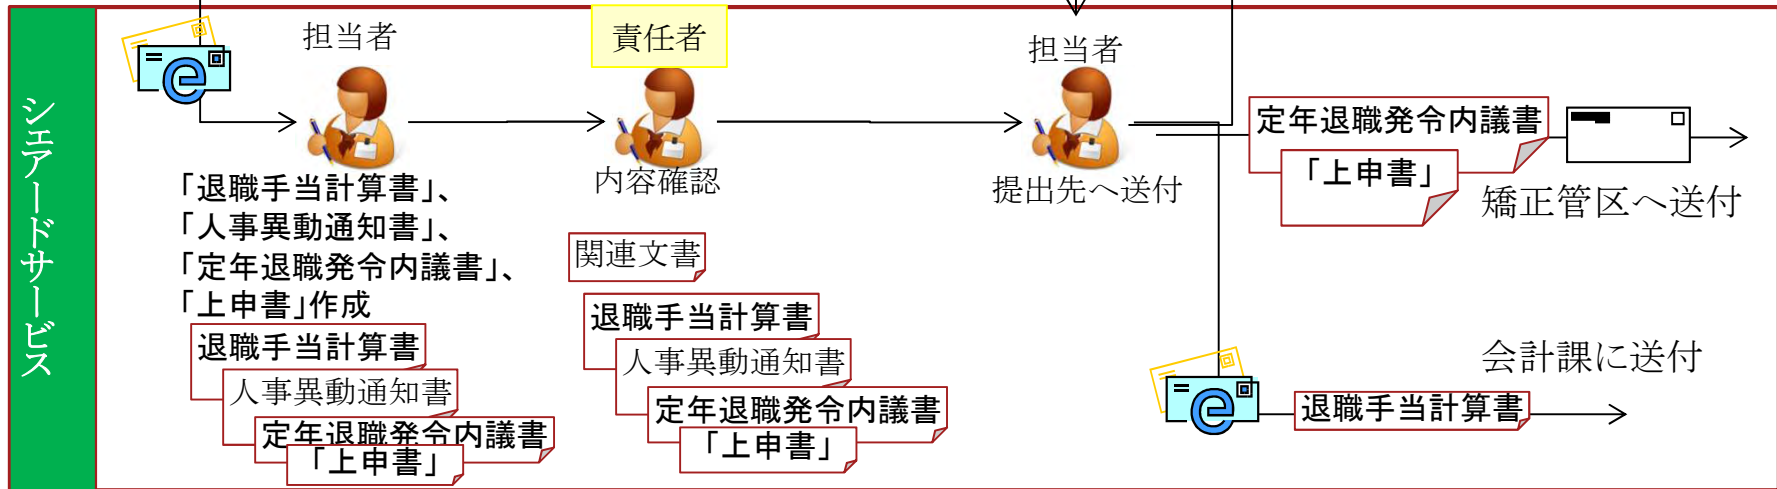 シェアードサービス
担当者
責任者
担当者
内容確認
提出先へ送付
「退職手当計算書」、
「人事異動通知書」、
「定年退職発令内議書」、
「上申書」作成
退職手当計算書
人事異動通知書
定年退職発令内議書
「上申書」
関連文書
退職手当計算書
人事異動通知書
定年退職発令内議書
「上申書」
定年退職発令内議書
「上申書」
矯正管区へ送付
会計課に送付
退職手当計算書